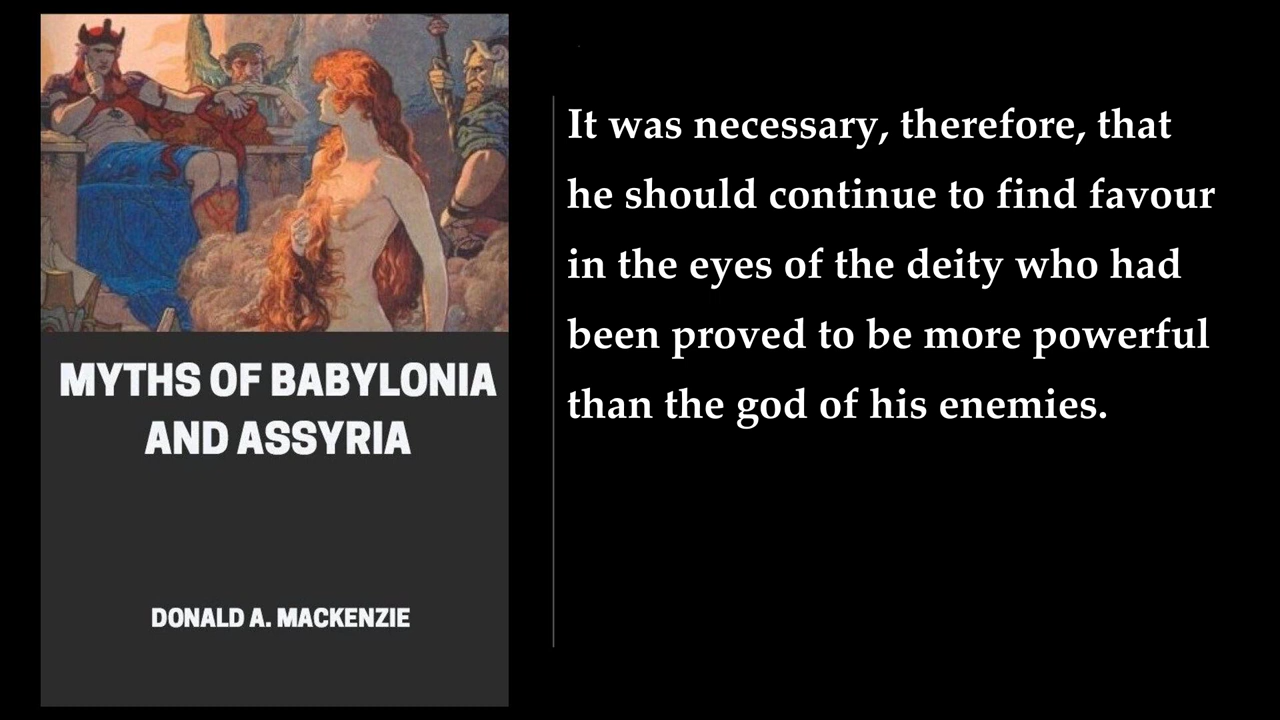 MYTHS OF BABYLONIA
AND ASSYRIA
DONALD A. MACKENZIE
It was necessary, therefore, that
he should continue to find favour
in the eyes of the deity who had
been proved to be more powerful
than the god of his enemies.